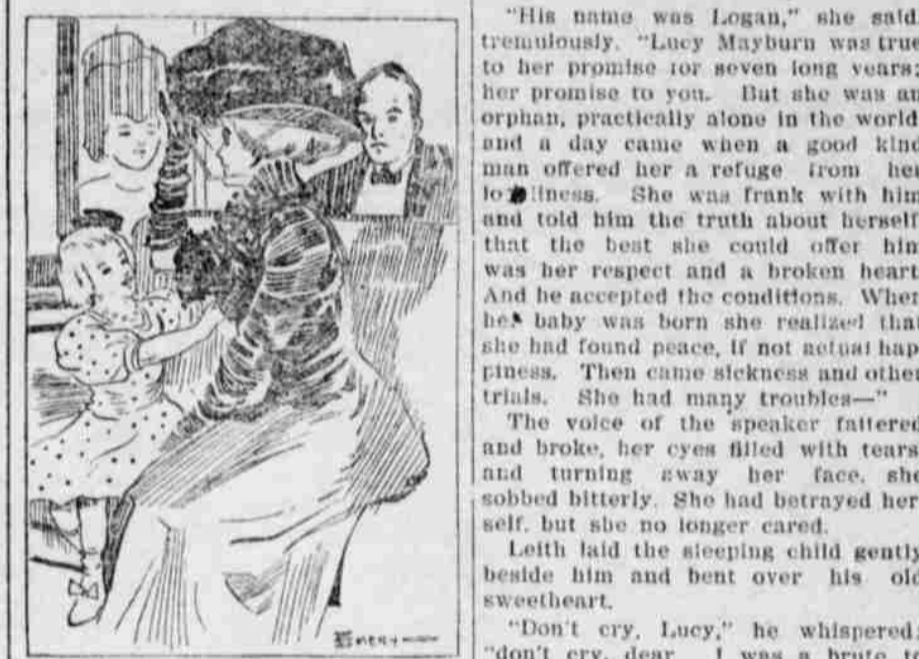 "His name was Logan," she said
tremulously. "Lucy Mayburn was true
to her promise for seven long years;
her promise to you. But she was an
orphan, practically alone in the world
and a day came when a good kind
man offered her a refuge from her
She was frank with him
and told him the truth about herself
that the best she could offer him
was her respect and a broken heart
And he accepted the conditions. When
her baby was born she realized that
she had found peace, if not actual hap
piness. Then came sickness and other
trials. She had many troubles—"
The voice of the speaker faltered
and broke, her eyes filled with tears
and turning away her face, she
sobbed bitterly. She had betrayed her
self, but she no longer cared.
Leith laid the sleeping child gently
beside him and bent over his old
sweetheart.
"Don't cry, Lucy," he whispered;
"don't cry, dear. I was a brute to